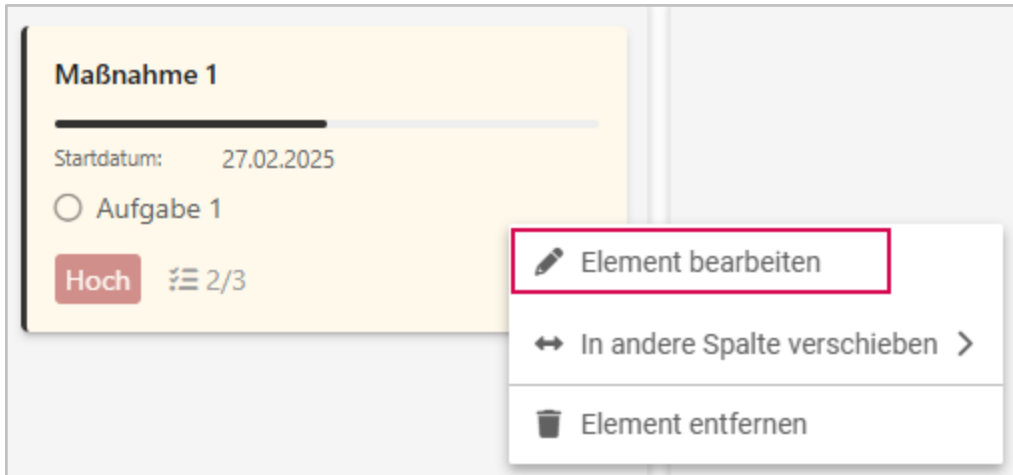 Maßnahme 1
Startdatum: 27.02.2025
Aufgabe 1
Hoch 2/3
Element bearbeiten
In andere Spalte verschieben
Element entfernen